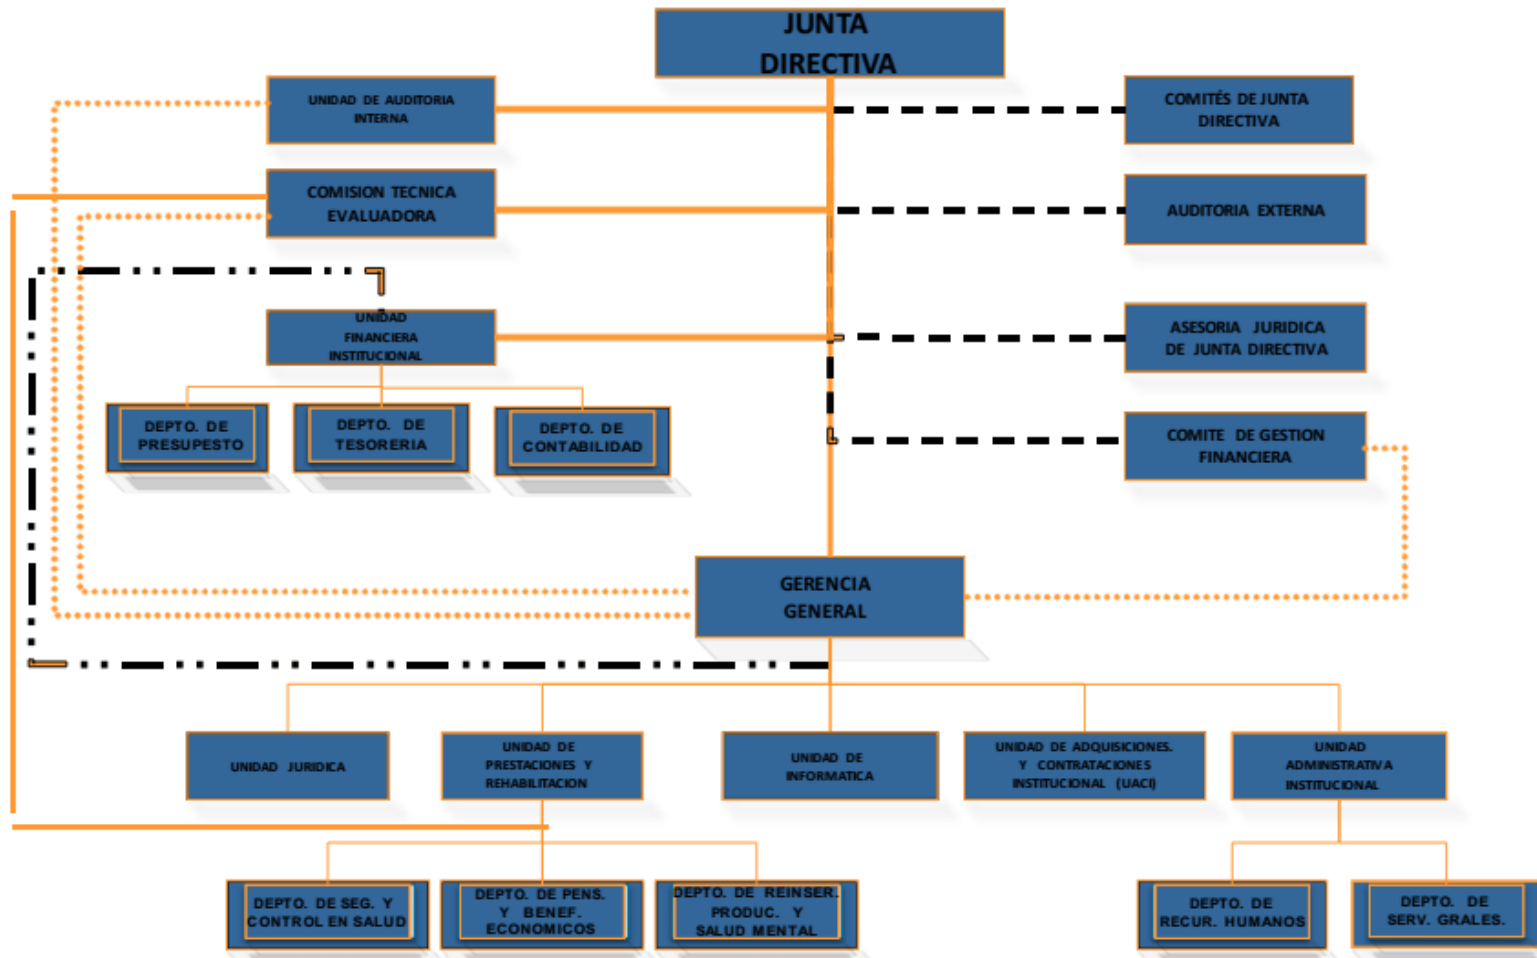 JUNTA
DIRECTIVA
UNIDAD DE AUDITORIA
INTERNA
COMITÉS DE JUNTA
DIRECTIVA
COMISION TECNICA
EVALUADORA
AUDITORIA EXTERNA
UNIDAD
FINANCIERA
INSTITUCIONAL
ASESORIA JURIDICA
DE JUNTA DIRECTIVA
DEPTO. DE
PRESUPESTO
DEPTO. DE
TESORERIA
DEPTO. DE
CONTABILIDAD
COMITE DE GESTION
FINANCIERA
GERENCIA
GENERAL
UNIDAD JURIDICA
UNIDAD DE
PRESTACIONES Y
REHABILITACION
UNIDAD DE
INFORMATICA
UNIDAD DE ADQUISICIONES.
Y CONTRATACIONES
INSTITUCIONAL (UACI)
UNIDAD
ADMINISTRATIVA
INSTITUCIONAL
DEPTO. DE SEG. Y
CONTROL EN SALUD
DEPTO. DE PENS.
Y BENEF.
ECONOMICOS
DEPTO. DE REINSER.
PRODUC. Y
SALUD MENTAL
DEPTO. DE
RECUR. HUMANOS
DEPTO. DE
SERV. GRALES.